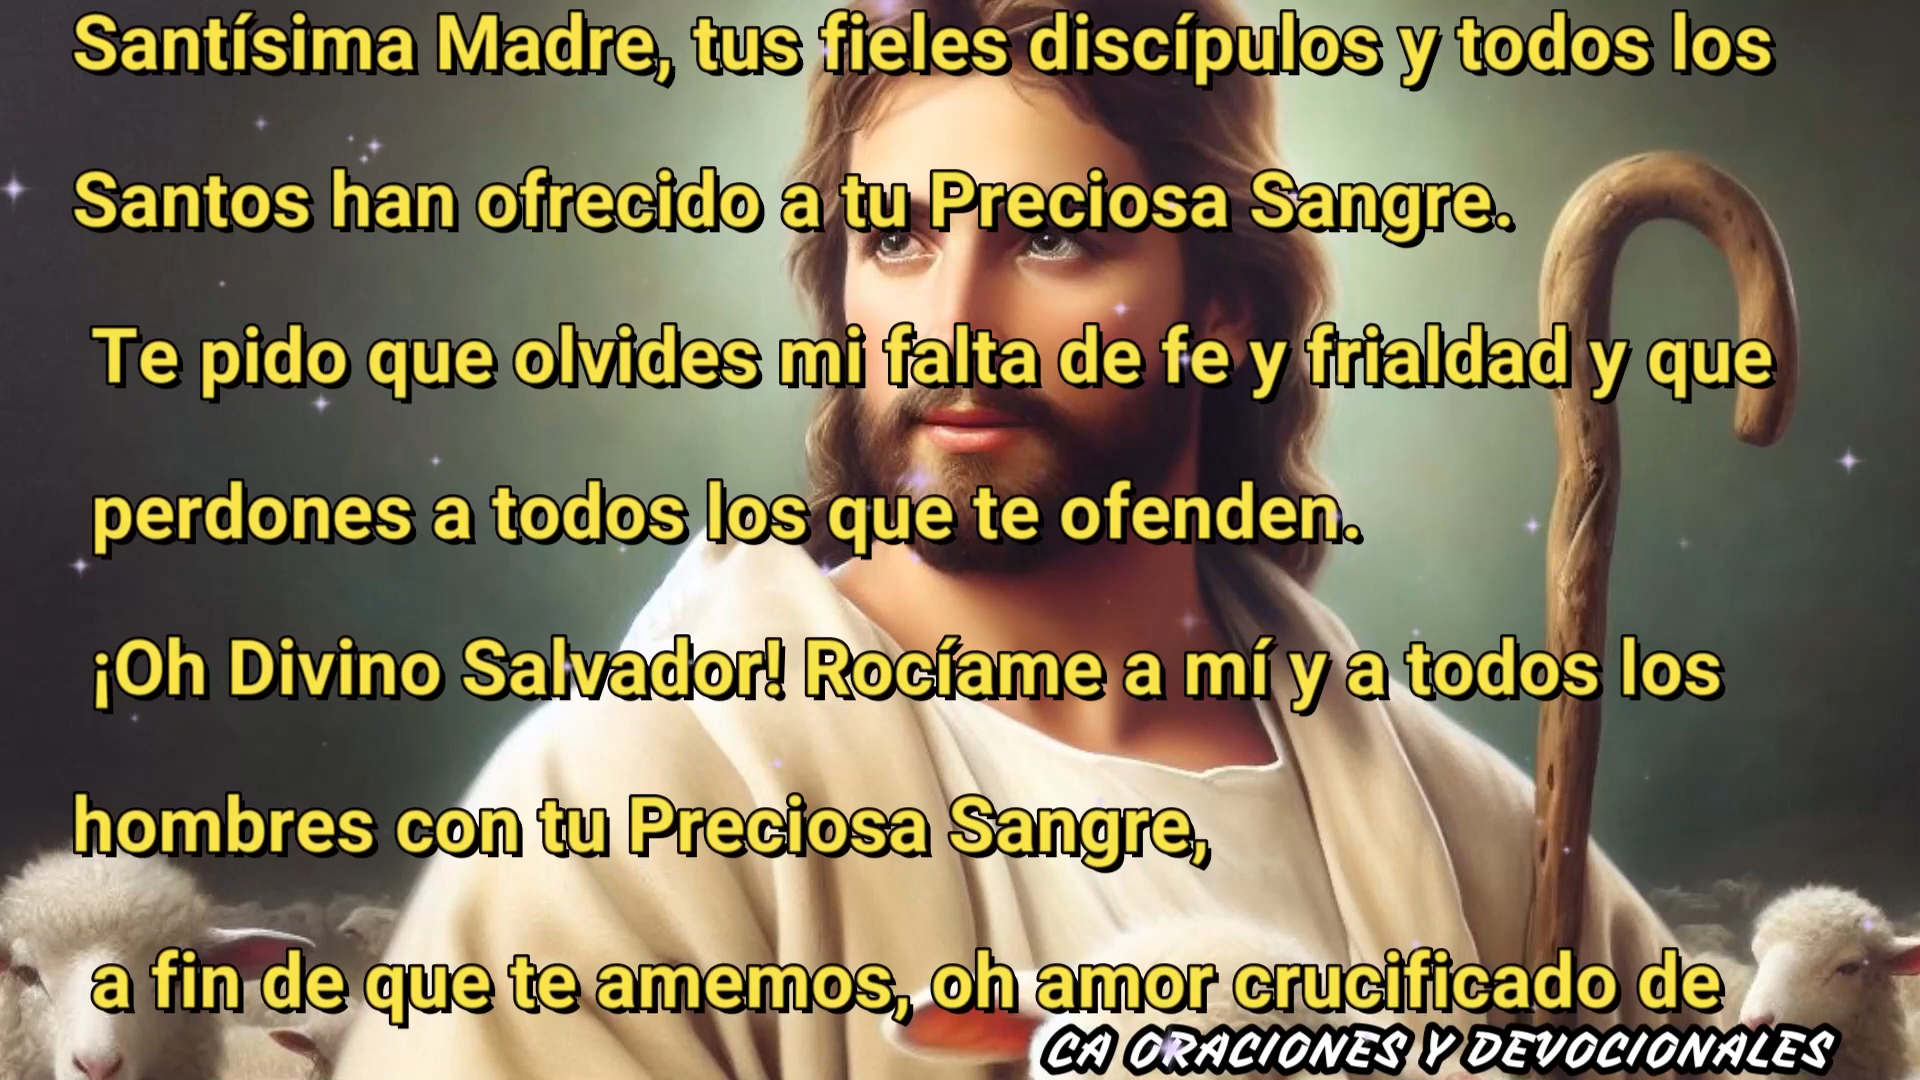 Santísima Madre, tus fieles discípulos y todos los
Santos han ofrecido a tu Preciosa Sangre.
Te pido que olvides mi falta de fe y frialdad y que
perdones a todos los que te ofenden.
¡Oh Divino Salvador! Rocíame a mí y a todos los
hombres con tu Preciosa Sangre,
a fin de que te amemos, oh amor crucificado de
CA ORACIONES Y DEVOCIONALES